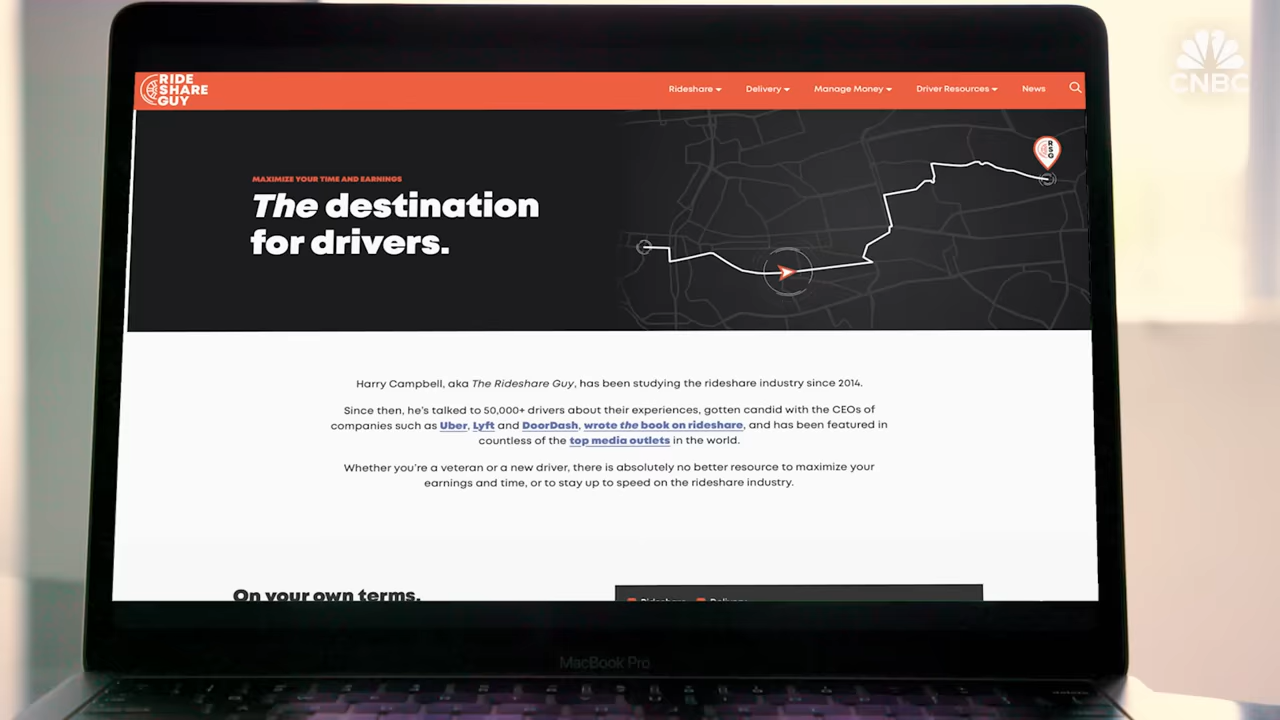 CNBC
RIDE
SHARE
GUY
Rideshare
Delivery
Manage Money
Driver Resources
News
RSG
MAXIMIZE YOUR TIME AND EARNINGS
The destination
for drivers.
Harry Campbell, aka The Rideshare Guy, has been studying the rideshare industry since 2014.
Since then, he's talked to 50,000+ drivers about their experiences, gotten candid with the CEOs of
companies such as Uber, Lyft and DoorDash, wrote the book on rideshare, and has been featured in
countless of the top media outlets in the world.
Whether you're a veteran or a new driver, there is absolutely no better resource to maximize your
earnings and time, or to stay up to speed on the rideshare industry.
On your own terms.
Rideshare Delivery
MacBook Pro